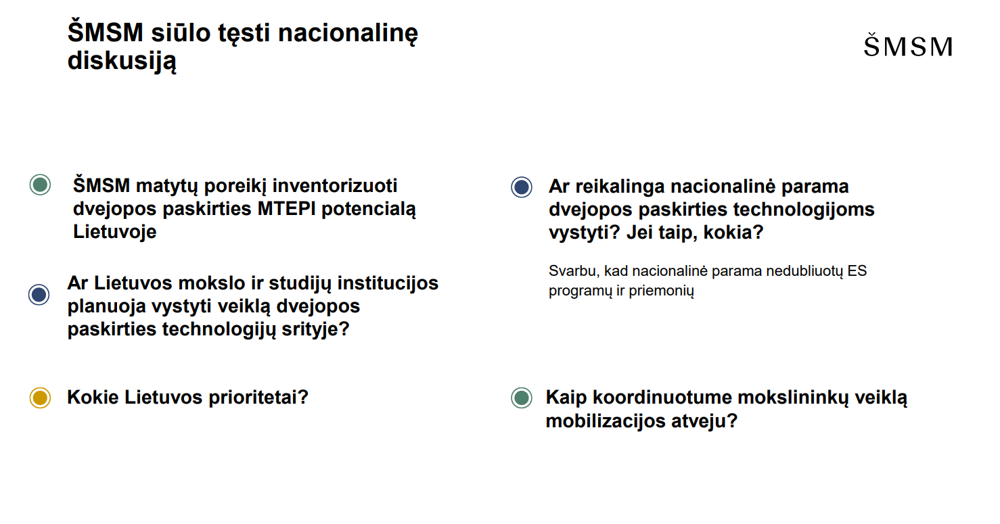 ŠMSM siūlo tęsti nacionalinę
diskusiją
ŠMSM
ŠMSM matytų poreikį inventorizuoti
dvejopos paskirties MTEPI potencialą
Lietuvoje
Ar Lietuvos mokslo ir studijų institucijos
planuoja vystyti veiklą dvejopos
paskirties technologijų srityje?
Kokie Lietuvos prioritetai?
Ar reikalinga nacionalinė parama
dvejopos paskirties technologijoms
vystyti? Jei taip, kokia?
Svarbu, kad nacionalinė parama nedubliuotų ES
programų ir priemonių
Kaip koordinuotume mokslininkų veiklą
mobilizacijos atveju?